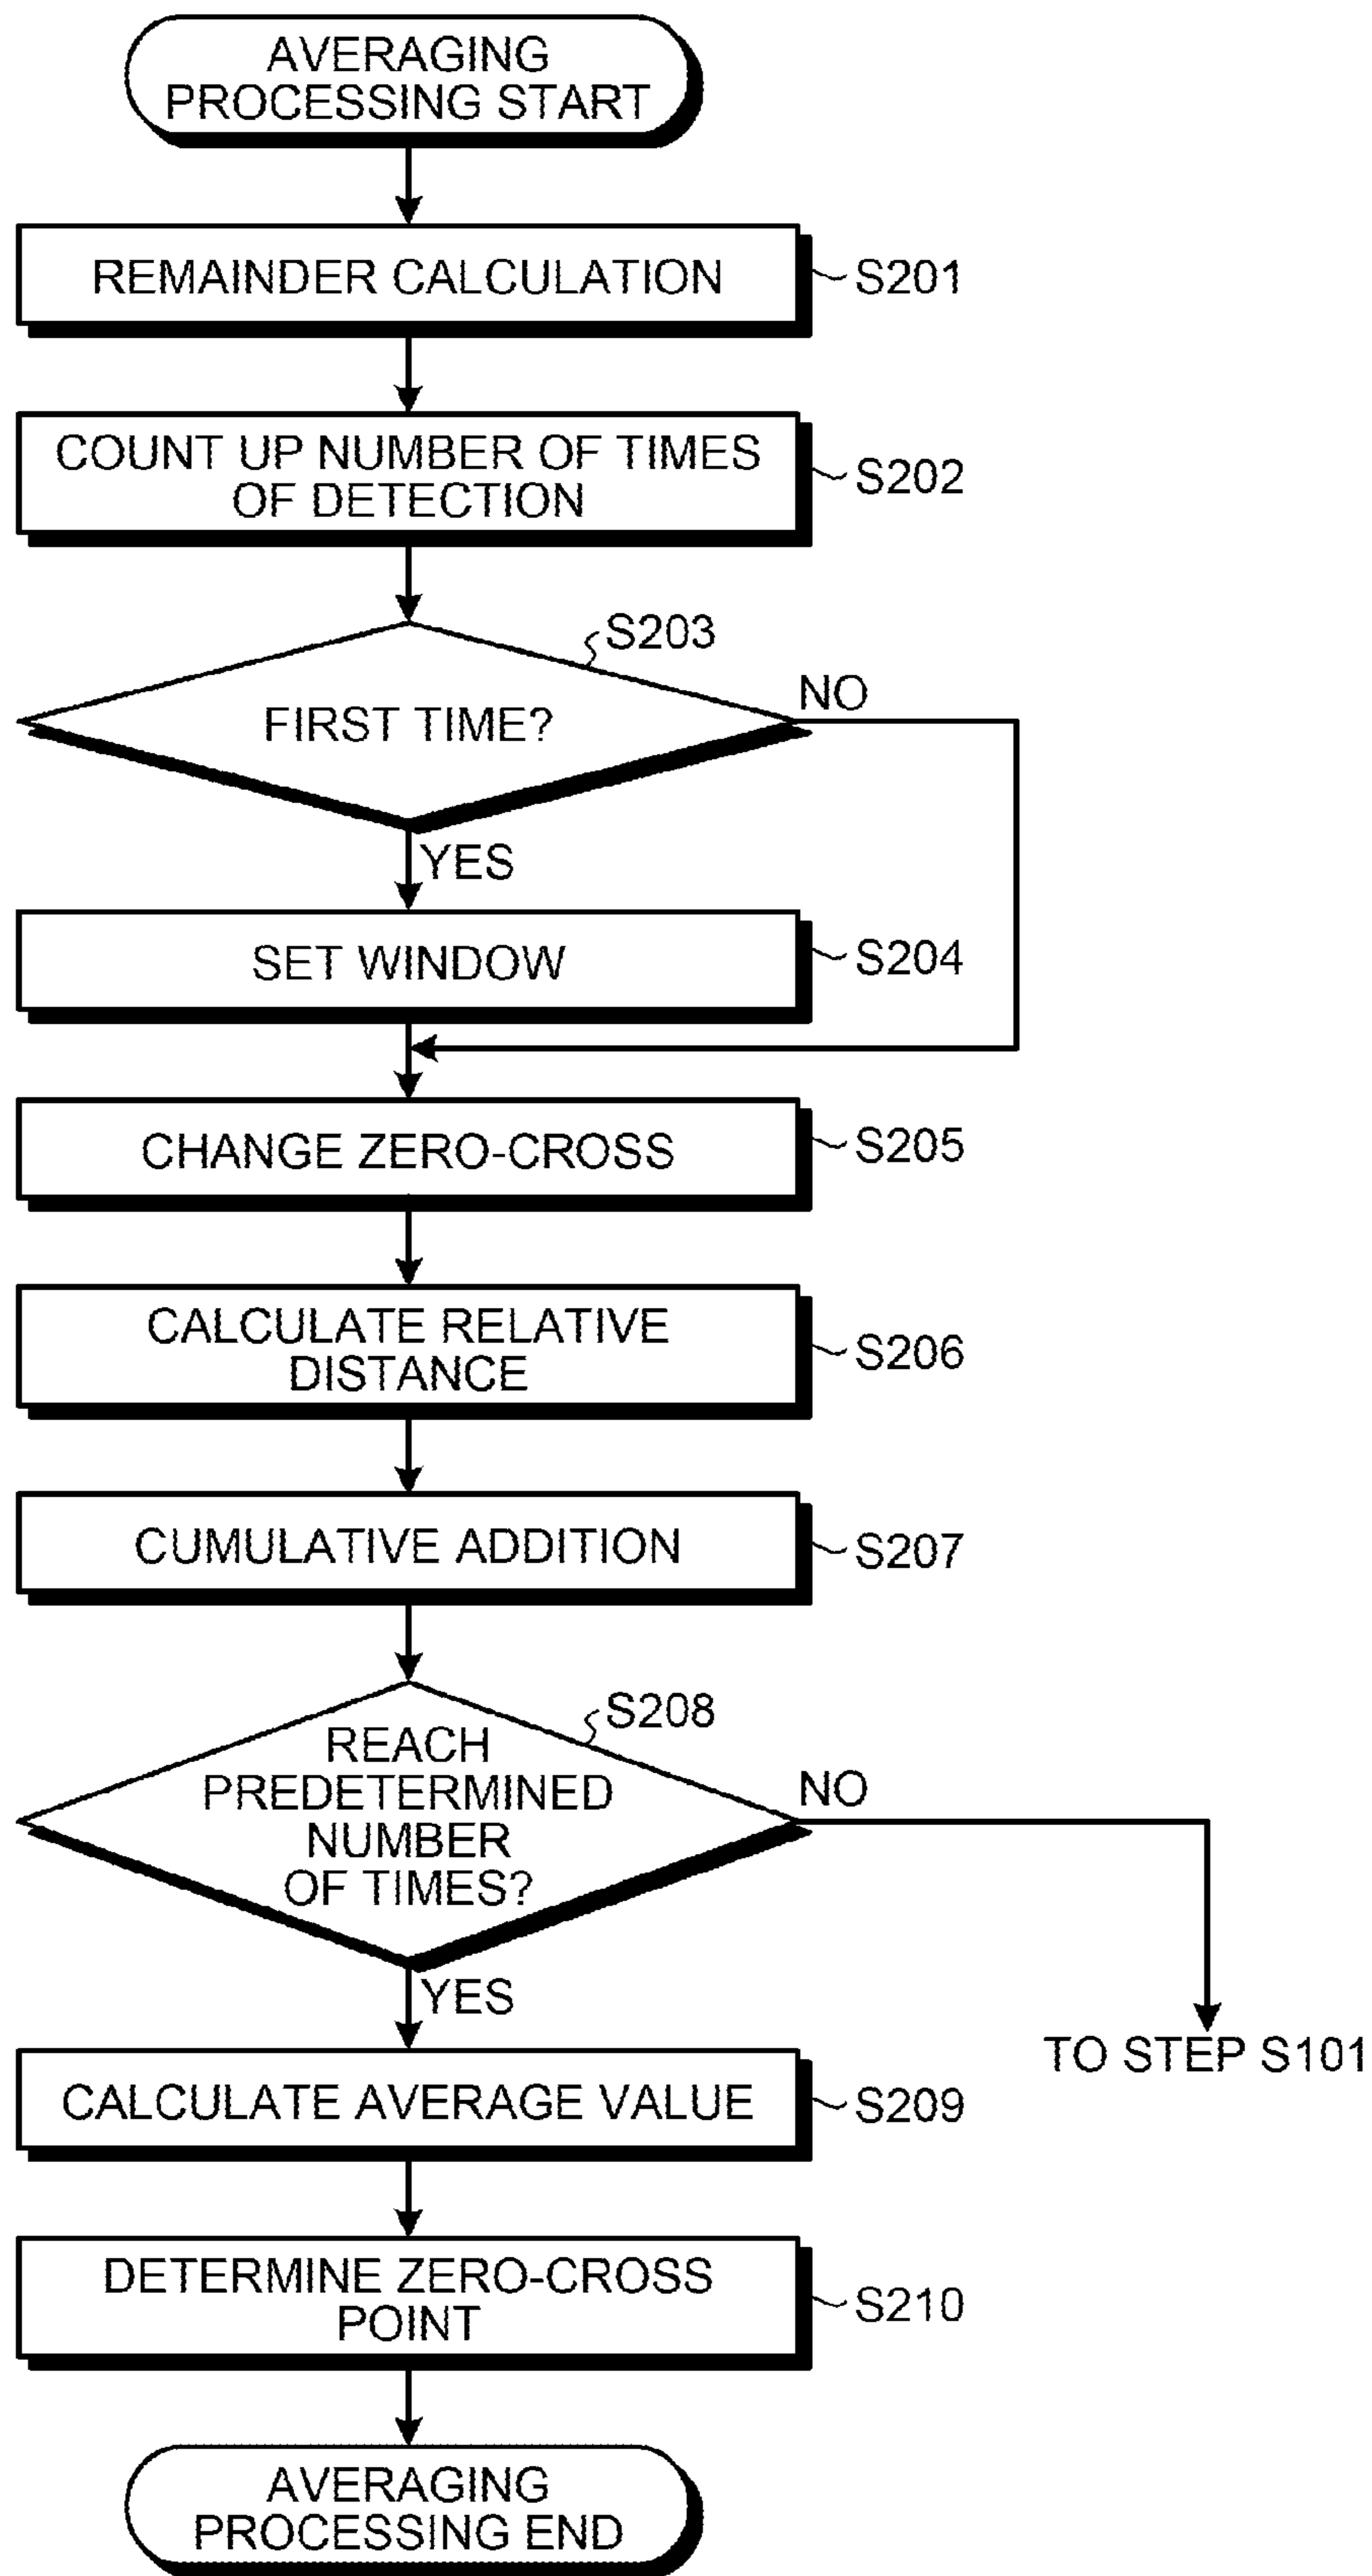 AVERAGING
PROCESSING START
REMAINDER CALCULATION
S201
COUNT UP NUMBER OF TIMES
OF DETECTION
S202
S203
FIRST TIME?
NO
YES
SET WINDOW
S204
CHANGE ZERO-CROSS
S205
CALCULATE RELATIVE
DISTANCE
S206
CUMULATIVE ADDITION
S207
S208
REACH
PREDETERMINED
NUMBER
OF TIMES?
NO
YES
TO STEP S101
CALCULATE AVERAGE VALUE
S209
DETERMINE ZERO-CROSS
POINT
S210
AVERAGING
PROCESSING END